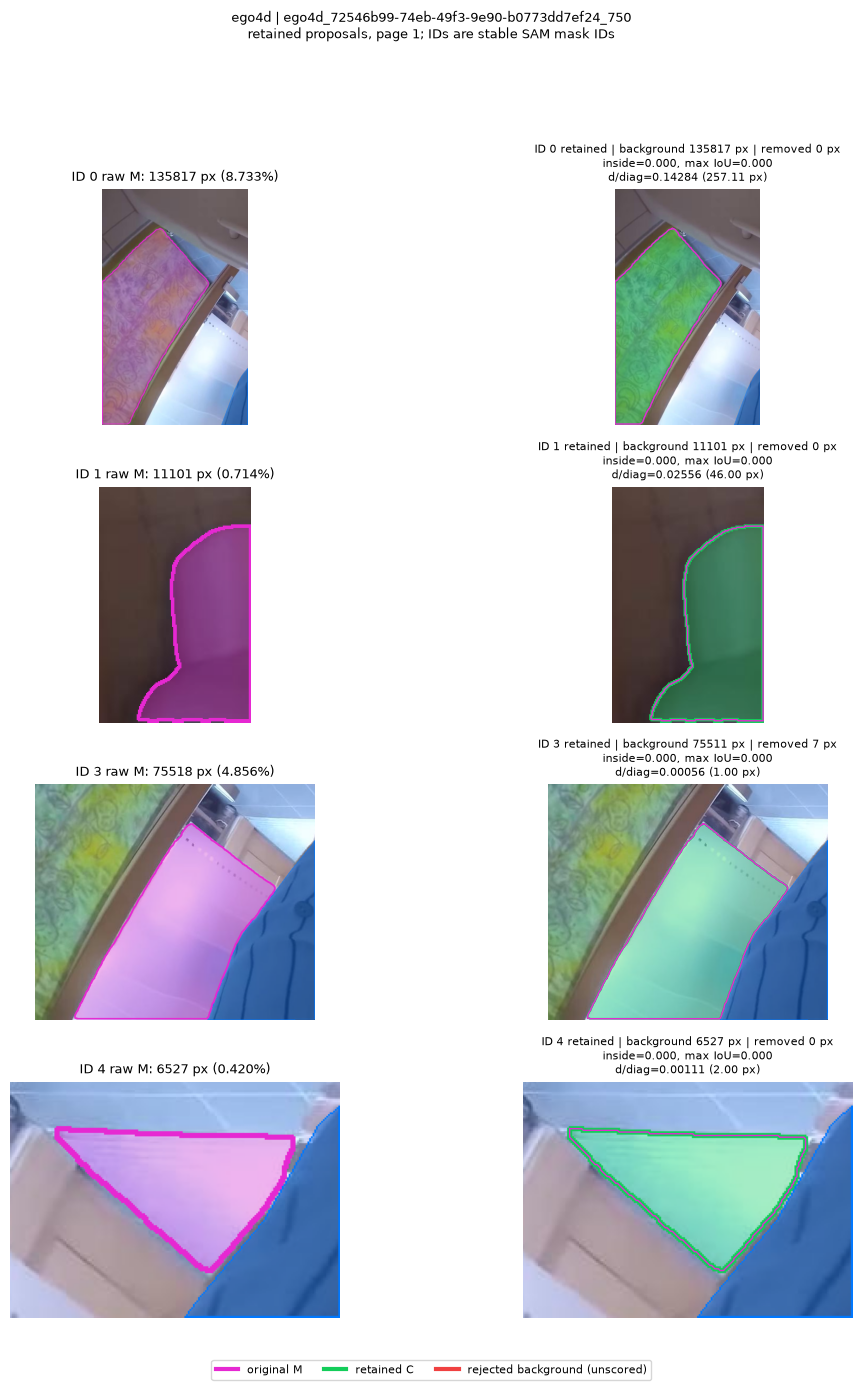 ego4d | ego4d_72546b99-74eb-49f3-9e90-b0773dd7ef24_750
retained proposals, page 1; IDs are stable SAM mask IDs
ID 0 raw M: 135817 px (8.733%)
ID 0 retained | background 135817 px | removed 0 px
inside=0.000, max IoU=0.000
d/diag=0.14284 (257.11 px)
ID 1 raw M: 11101 px (0.714%)
ID 1 retained | background 11101 px | removed 0 px
inside=0.000, max IoU=0.000
d/diag=0.02556 (46.00 px)
ID 3 raw M: 75518 px (4.856%)
ID 3 retained | background 75511 px | removed 7 px
inside=0.000, max IoU=0.000
d/diag=0.00056 (1.00 px)
ID 4 raw M: 6527 px (0.420%)
ID 4 retained | background 6527 px | removed 0 px
inside=0.000, max IoU=0.000
d/diag=0.00111 (2.00 px)
original M
retained C
rejected background (unscored)